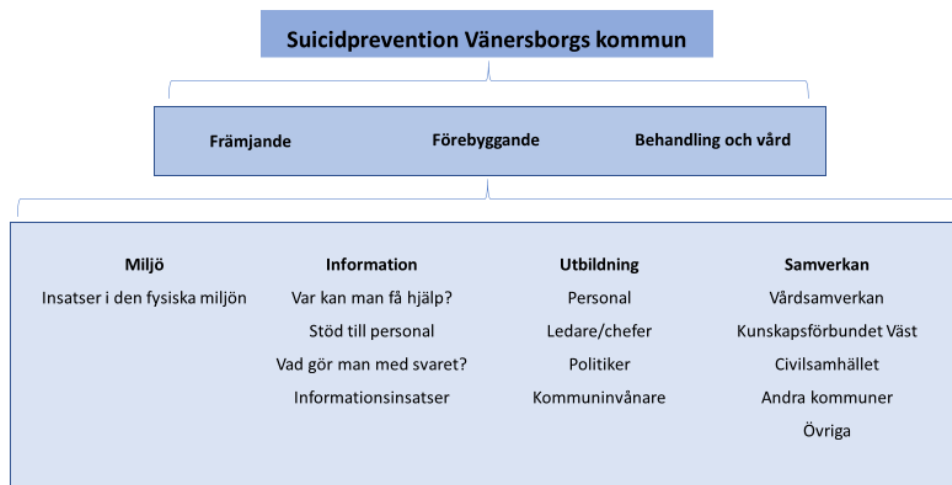 Suicidprevention Vänersborgs kommun
Främjande Förebyggande Behandling och vård
Miljö
Insatser i den fysiska miljön
Information
Var kan man få hjälp?
Stöd till personal
Vad gör man med svaret?
Informationsinsatser
Utbildning
Personal
Ledare/chefer
Politiker
Kommuninvånare
Samverkan
Vårdsamverkan
Kunskapsförbundet Väst
Civilsamhället
Andra kommuner
Övriga